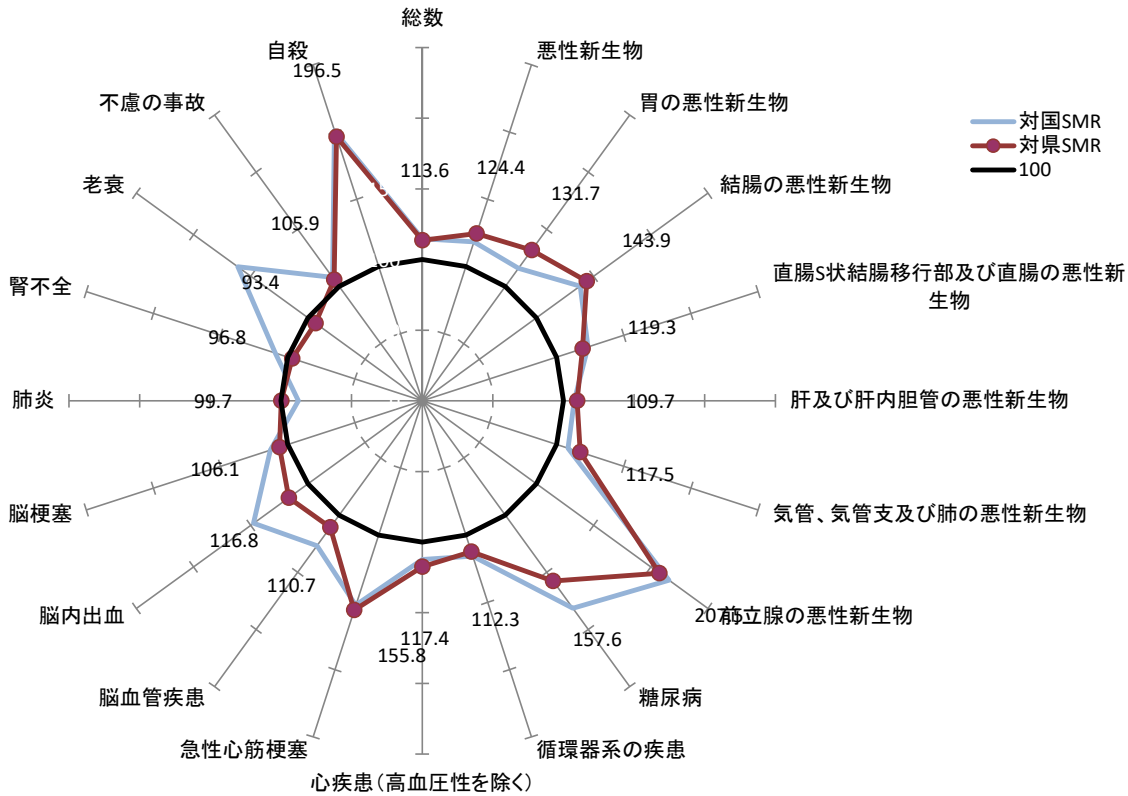 総数
自殺
196.5
悪性新生物
不慮の事故
胃の悪性新生物
対国SMR
対県SMR
100
113.6
124.4
131.7
老衰
結腸の悪性新生物
105.9
143.9
93.4
100
腎不全
直腸S状結腸移行部及び直腸の悪性新
生物
96.8
119.3
肺炎
99.7
109.7
肝及び肝内胆管の悪性新生物
106.1
117.5
脳梗塞
気管、気管支及び肺の悪性新生物
116.8
脳内出血
110.7
117.4
155.8
112.3
157.6
前立腺の悪性新生物
脳血管疾患
糖尿病
急性心筋梗塞
循環器系の疾患
心疾患（高血圧性を除く）